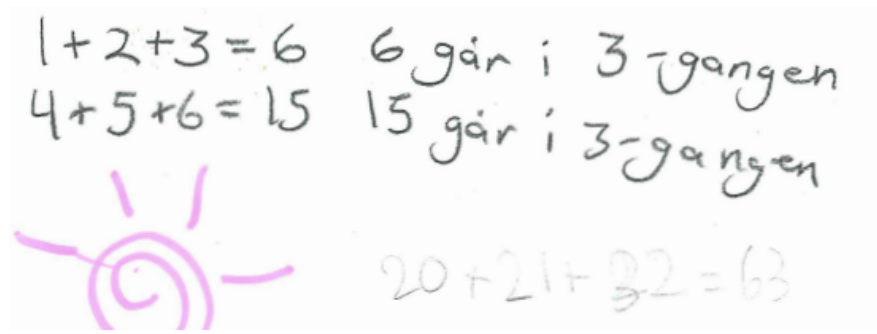 1+2+3=6 6 går i 3-gangen
4+5+6=15 15 går i 3-gangen
20+21+22=63